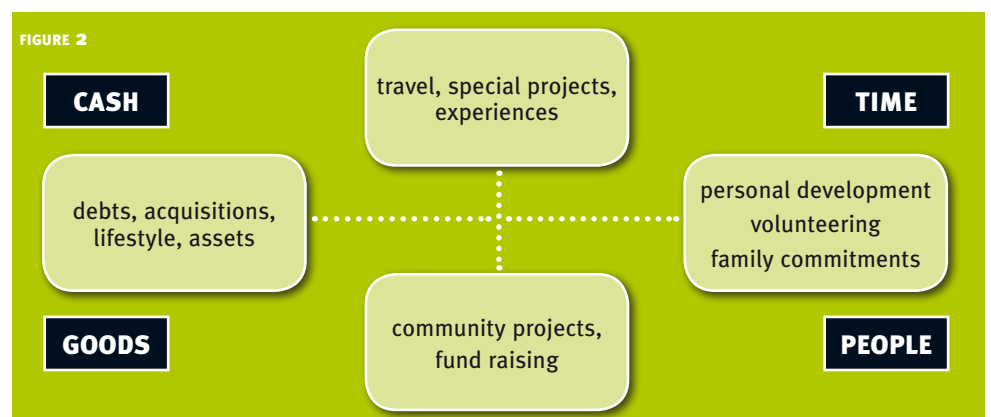 FIGURE 2
CASH
travel, special projects,
experiences
TIME
debts, acquisitions,
lifestyle, assets
personal development
volunteering
family commitments
GOODS
community projects,
fund raising
PEOPLE